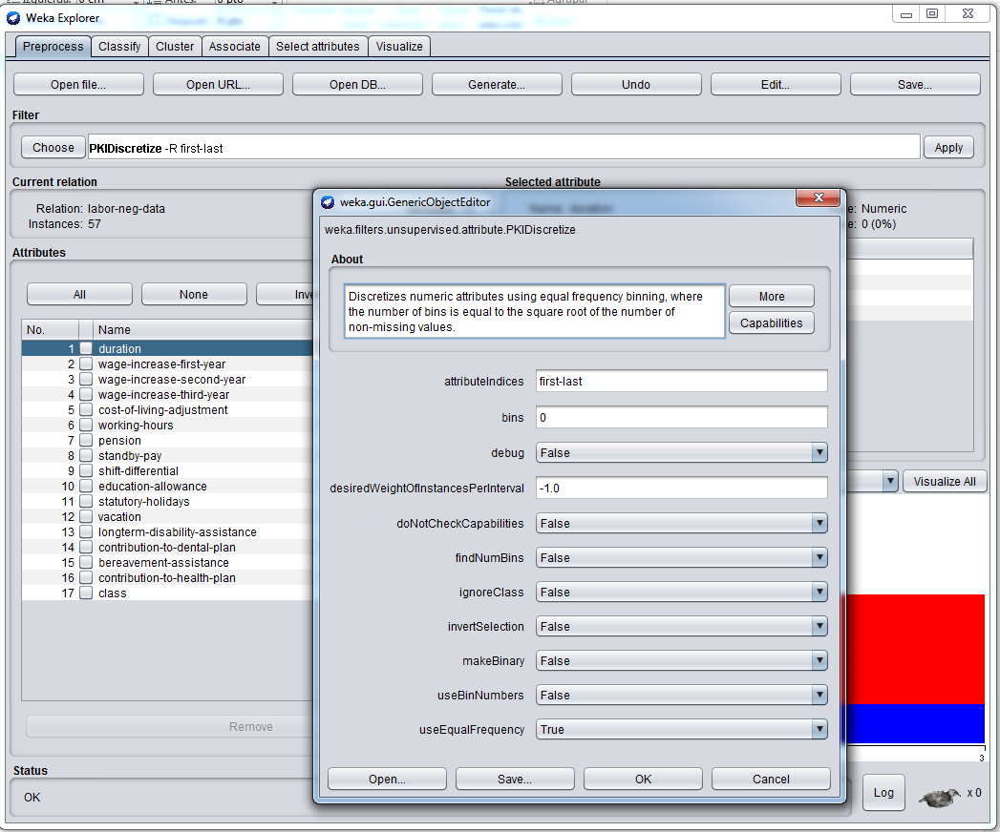 Weka Explorer
Preprocess Classify Cluster Associate Select attributes Visualize
Open file... Open URL... Open DB... Generate... Undo Edit... Save...
Filter
Choose PKIDiscretize -R first-last Apply
Current relation
Relation: labor-neg-data
Instances: 57
Attributes
All None Inve
No. Name
1 duration
2 wage-increase-first-year
3 wage-increase-second-year
4 wage-increase-third-year
5 cost-of-living-adjustment
6 working-hours
7 pension
8 standby-pay
9 shift-differential
10 education-allowance
11 statutory-holidays
12 vacation
13 longterm-disability-assistance
14 contribution-to-dental-plan
15 bereavement-assistance
16 contribution-to-health-plan
17 class
Remove
Status
OK
Selected attribute
e: Numeric
e: 0 (0%)
Visualize All
3
Log x 0
weka.gui.GenericObjectEditor
weka.filters.unsupervised.attribute.PKIDiscretize
About
Discretizes numeric attributes using equal frequency binning, where
the number of bins is equal to the square root of the number of
non-missing values.
More
Capabilities
attributeIndices first-last
bins 0
debug False
desiredWeightOfInstancesPerInterval -1.0
doNotCheckCapabilities False
findNumBins False
ignoreClass False
invertSelection False
makeBinary False
useBinNumbers False
useEqualFrequency True
Open... Save... OK Cancel